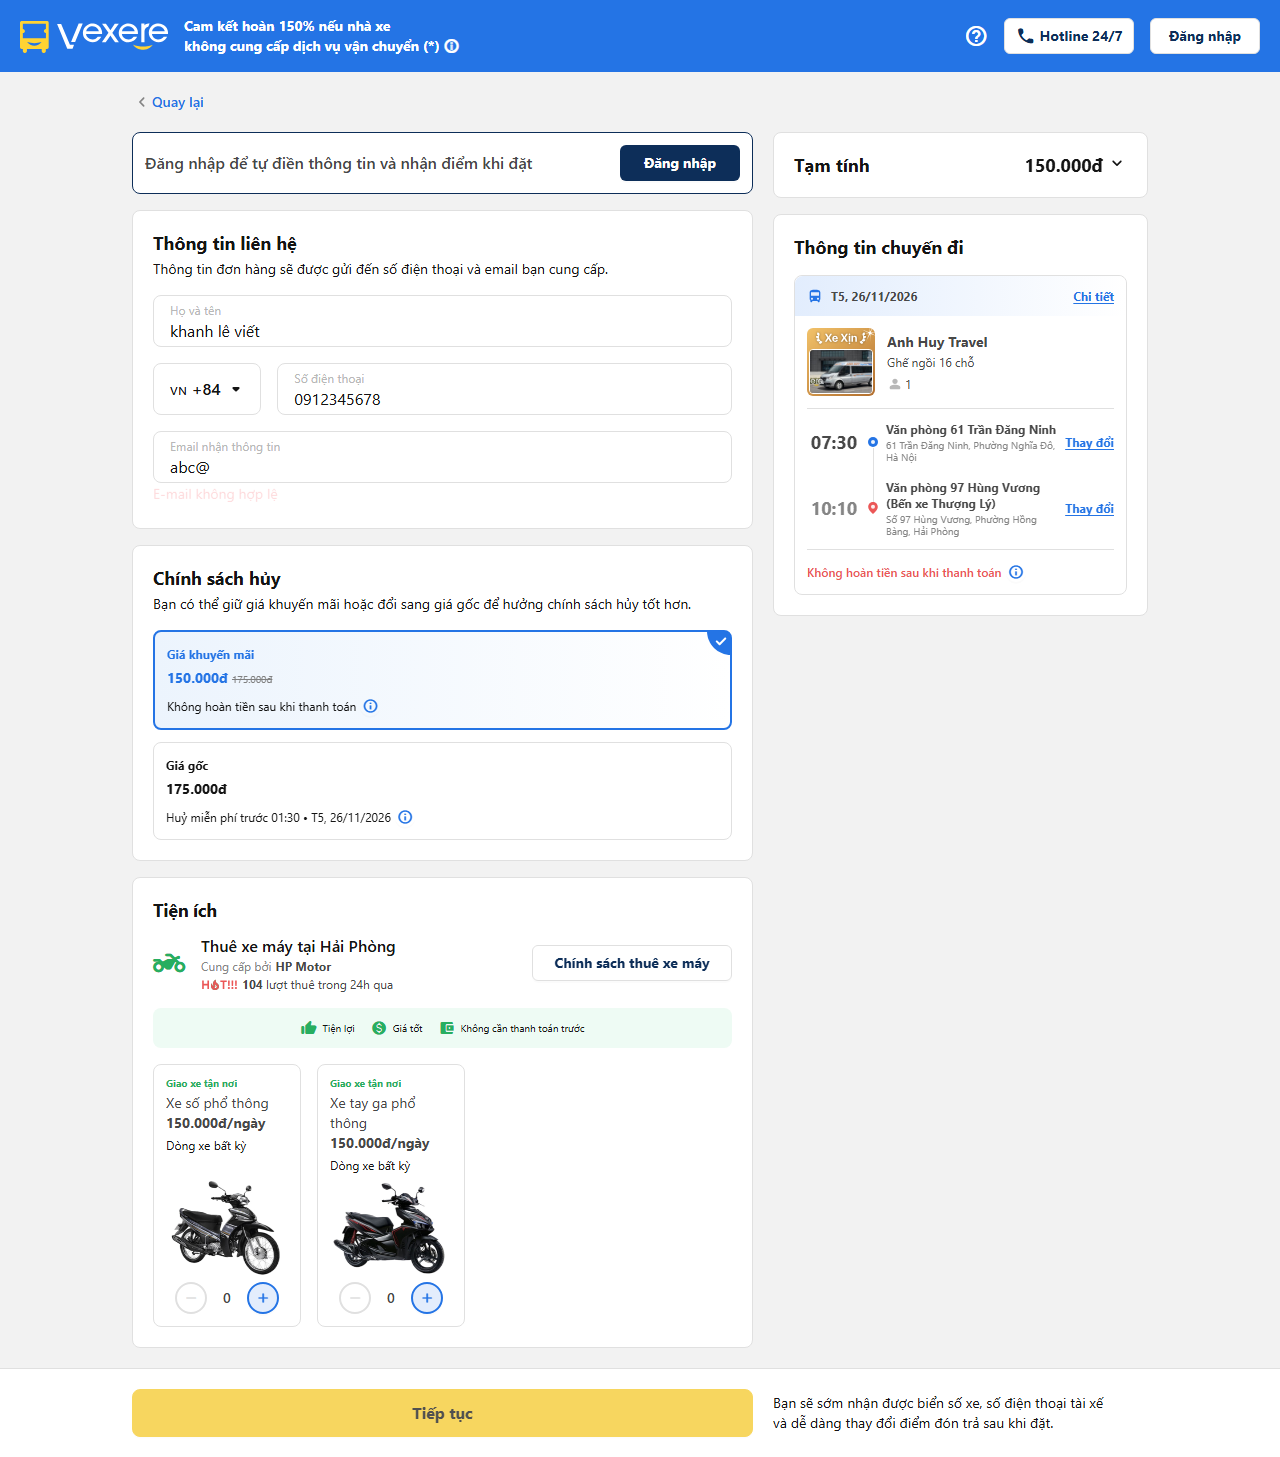 vexere
Cam kết hoàn 150% nếu nhà xe
không cung cấp dịch vụ vận chuyển (*)
Hotline 24/7
Đăng nhập
Quay lại
Đăng nhập để tự điền thông tin và nhận điểm khi đặt
Đăng nhập
Thông tin liên hệ
Thông tin đơn hàng sẽ được gửi đến số điện thoại và email bạn cung cấp.
Họ và tên
khanh lê viết
VN +84
Số điện thoại
0912345678
Email nhận thông tin
abc@
E-mail không hợp lệ
Chính sách hủy
Bạn có thể giữ giá khuyến mãi hoặc đổi sang giá gốc để hưởng chính sách hủy tốt hơn.
Giá khuyến mãi
150.000đ 175.000đ
Không hoàn tiền sau khi thanh toán
Giá gốc
175.000đ
Huỷ miễn phí trước 01:30 • T5, 26/11/2026
Tiện ích
Thuê xe máy tại Hải Phòng
Cung cấp bởi HP Motor
HOT!!! 104 lượt thuê trong 24h qua
Chính sách thuê xe máy
Tiện lợi
Giá tốt
Không cần thanh toán trước
Giao xe tận nơi
Xe số phổ thông
150.000đ/ngày
Dòng xe bất kỳ
0
Giao xe tận nơi
Xe tay ga phổ
thông
150.000đ/ngày
Dòng xe bất kỳ
0
Tạm tính
150.000đ
Thông tin chuyến đi
T5, 26/11/2026
Chi tiết
Xe Xịn
Anh Huy Travel
Ghế ngồi 16 chỗ
1
07:30
Văn phòng 61 Trần Đăng Ninh
61 Trần Đăng Ninh, Phường Nghĩa Đô,
Hà Nội
Thay đổi
10:10
Văn phòng 97 Hùng Vương
(Bến xe Thượng Lý)
Số 97 Hùng Vương, Phường Hồng
Bàng, Hải Phòng
Thay đổi
Không hoàn tiền sau khi thanh toán
Tiếp tục
Bạn sẽ sớm nhận được biển số xe, số điện thoại tài xế
và dễ dàng thay đổi điểm đón trả sau khi đặt.